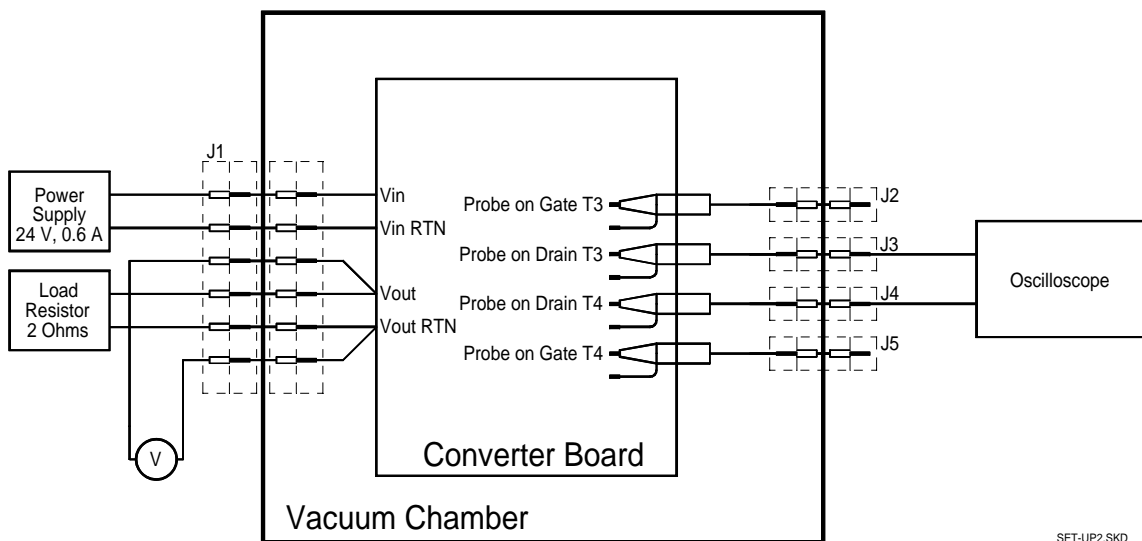 J1
Power
Supply
24 V, 0.6 A
Load
Resistor
2 Ohms
V
Vin
Vin RTN
Vout
Vout RTN
Probe on Gate T3
Probe on Drain T3
Probe on Drain T4
Probe on Gate T4
J2
J3
J4
J5
Oscilloscope
Converter Board
Vacuum Chamber
SET-UP2.SKD